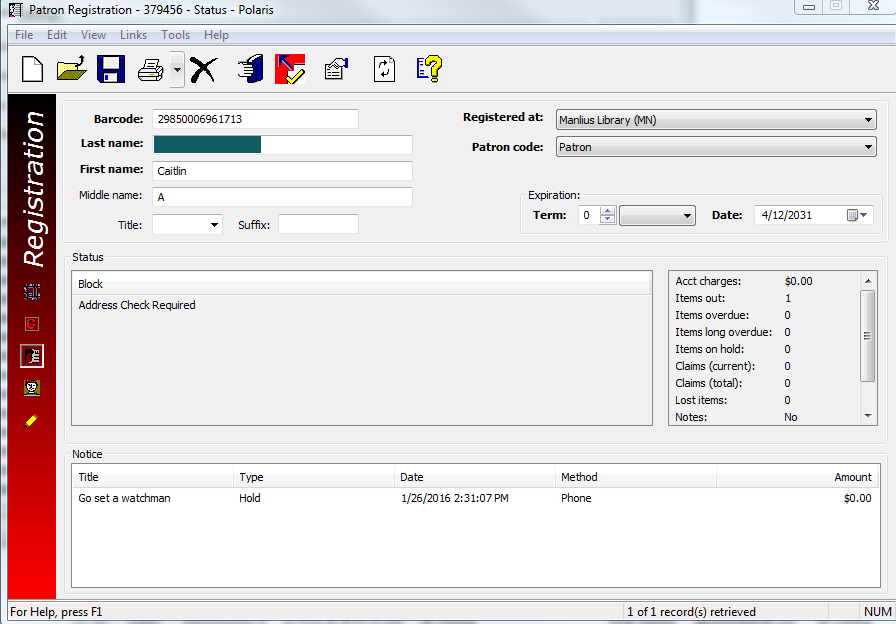 Patron Registration - 379456 - Status - Polaris
File Edit View Links Tools Help
Registration
Barcode: 29850006961713
Registered at: Manlius Library (MN)
Last name:
Patron code: Patron
First name: Caitlin
Middle name: A
Title: Suffix:
Expiration:
Term: 0 Date: 4/12/2031
Status
Block
Address Check Required
Acct charges: $0.00
Items out: 1
Items overdue: 0
Items long overdue: 0
Items on hold: 0
Claims (current): 0
Claims (total): 0
Lost items: 0
Notes: No
Notice
Title Type Date Method Amount
Go set a watchman Hold 1/26/2016 2:31:07 PM Phone $0.00
For Help, press F1 1 of 1 record(s) retrieved NUM